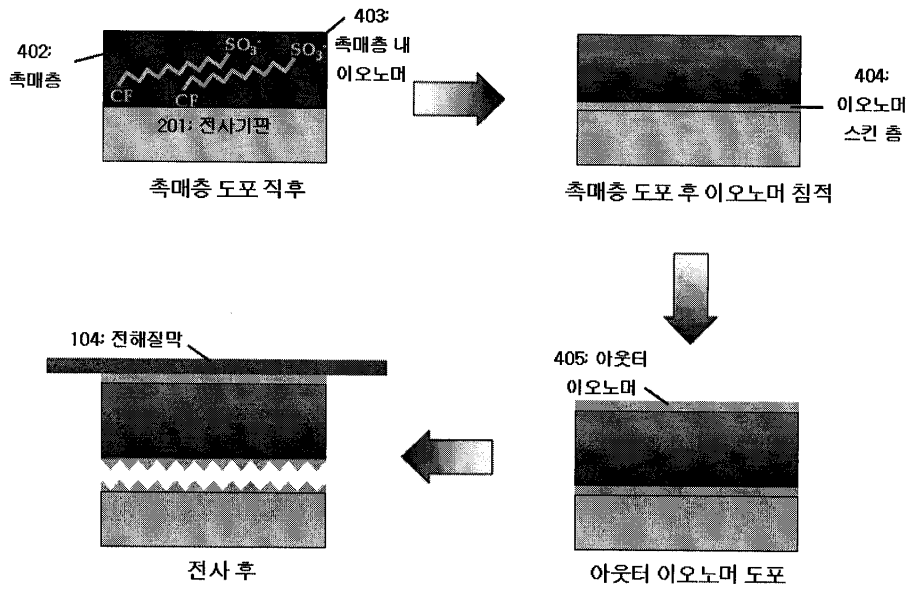 402:
촉매층
SO3-
SO3-
CF
CF
201: 전사기판
403:
촉매층 내
이오노머
촉매층 도포 직후
404:
이오노머
스킨 층
촉매층 도포 후 이오노머 침적
405: 아웃터
이오노머
아웃터 이오노머 도포
104: 전해질막
전사 후